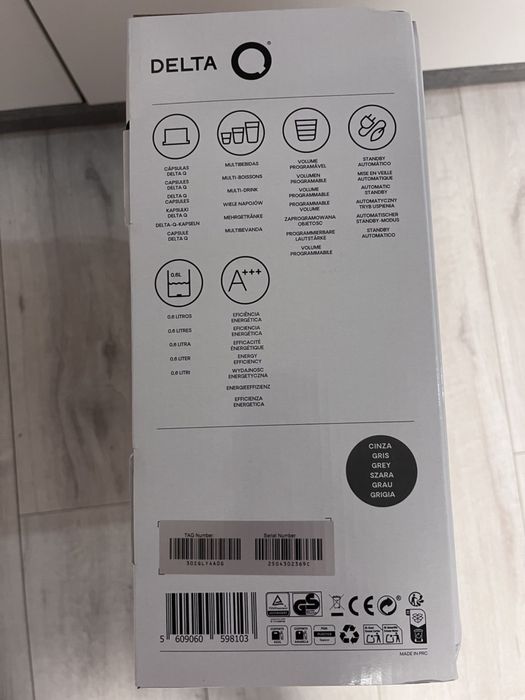 DELTA Q
CÁPSULAS
DELTA Q
CAPSULES
DELTA Q
DELTA Q
CAPSULES
KAPSUŁKI
DELTA Q
DELTA-Q-KAPSELN
CAPSULE
DELTA Q
MULTIBEBIDAS
MULTI-BOISSONS
MULTI-DRINK
WIELE NAPOJÓW
MEHRGETRÄNKE
MULTIBEVANDA
VOLUME
PROGRAMÁVEL
VOLUMEN
PROGRAMABLE
VOLUME
PROGRAMMABLE
PROGRAMMABLE
VOLUME
ZAPROGRAMOWANA
OBJĘTOŚĆ
PROGRAMMIERBARE
LAUTSTÄRKE
VOLUME
PROGRAMMABILE
STANDBY
AUTOMÁTICO
MISE EN VEILLE
AUTOMATIQUE
AUTOMATIC
STANDBY
AUTOMATYCZNY
TRYB UŚPIENIA
AUTOMATISCHER
STANDBY-MODUS
STANDBY
AUTOMATICO
0.6L
0,6 LITROS
0,6 LITRES
0,6 LITRA
0,6 LITER
0,6 LITRI
A+++
EFICIÊNCIA
ENERGÉTICA
EFICIENCIA
ENERGÉTICA
EFFICACITÉ
ÉNERGÉTIQUE
ENERGY
EFFICIENCY
WYDAJNOŚĆ
ENERGETYCZNA
ENERGIEEFFIZIENZ
EFFICIENZA
ENERGETICA
CINZA
GRIS
GREY
SZARA
GRAU
GRIGIA
TAG Number:
Serial Number
2504302369C
5 609060 598103
GS
CE
MADE IN PRC